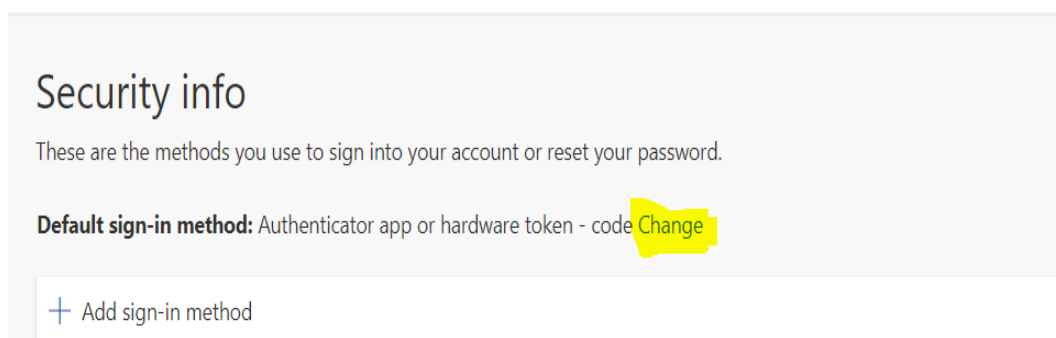 Security info
These are the methods you use to sign into your account or reset your password.
Default sign-in method: Authenticator app or hardware token - code Change
+ Add sign-in method